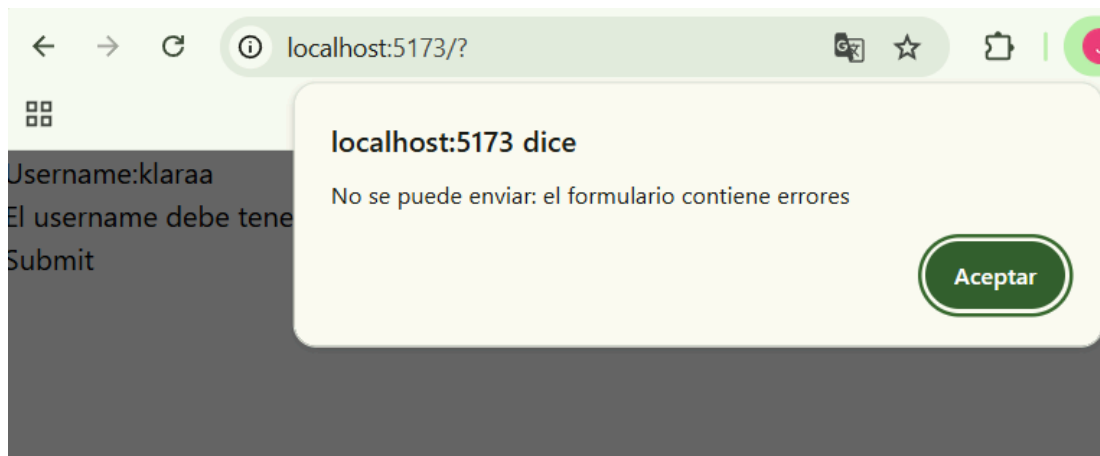 localhost:5173/?
localhost:5173 dice
No se puede enviar: el formulario contiene errores
Aceptar
Username:klaraa
El username debe tene
Submit